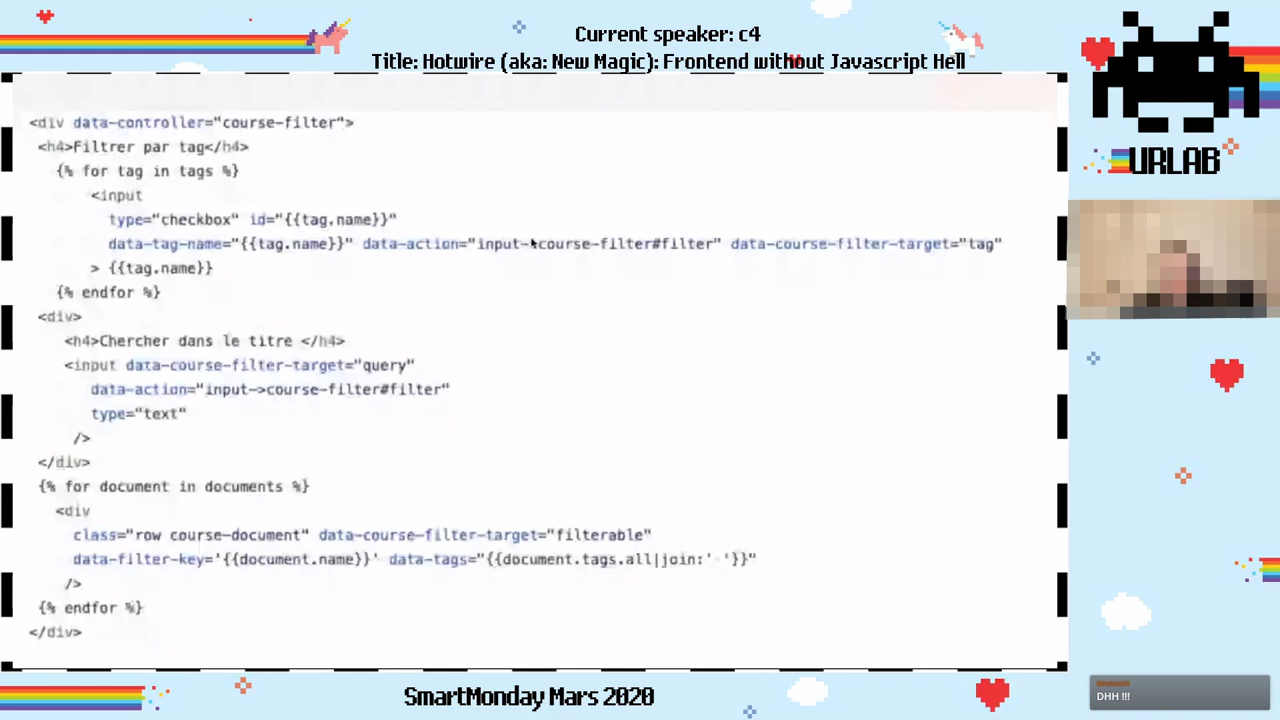 Current speaker: c4
Title: Hotwire (aka: New Magic): Frontend without Javascript Hell
<div data-controller="course-filter">
<h4>Filtrer par tag</h4>
{% for tag in tags %}
<input
type="checkbox" id="{{tag.name}}"
data-tag-name="{{tag.name}}" data-action="input->course-filter#filter" data-course-filter-target="tag"
> {{tag.name}}
{% endfor %}
<div>
<h4>Chercher dans le titre </h4>
<input data-course-filter-target="query"
data-action="input->course-filter#filter"
type="text"
/>
</div>
{% for document in documents %}
<div
class="row course-document" data-course-filter-target="filterable"
data-filter-key='{{document.name}}' data-tags="{{document.tags.all|join:' '}}"
/>
{% endfor %}
</div>
URLAB
SmartMonday Mars 2020
DHH !!!